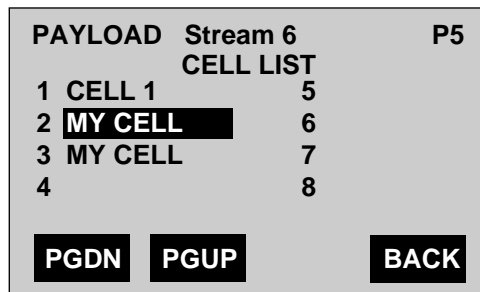 PAYLOAD Stream 6 P5
CELL LIST
1 CELL 1 5
2 MY CELL 6
3 MY CELL 7
4 8
PGDN PGUP BACK